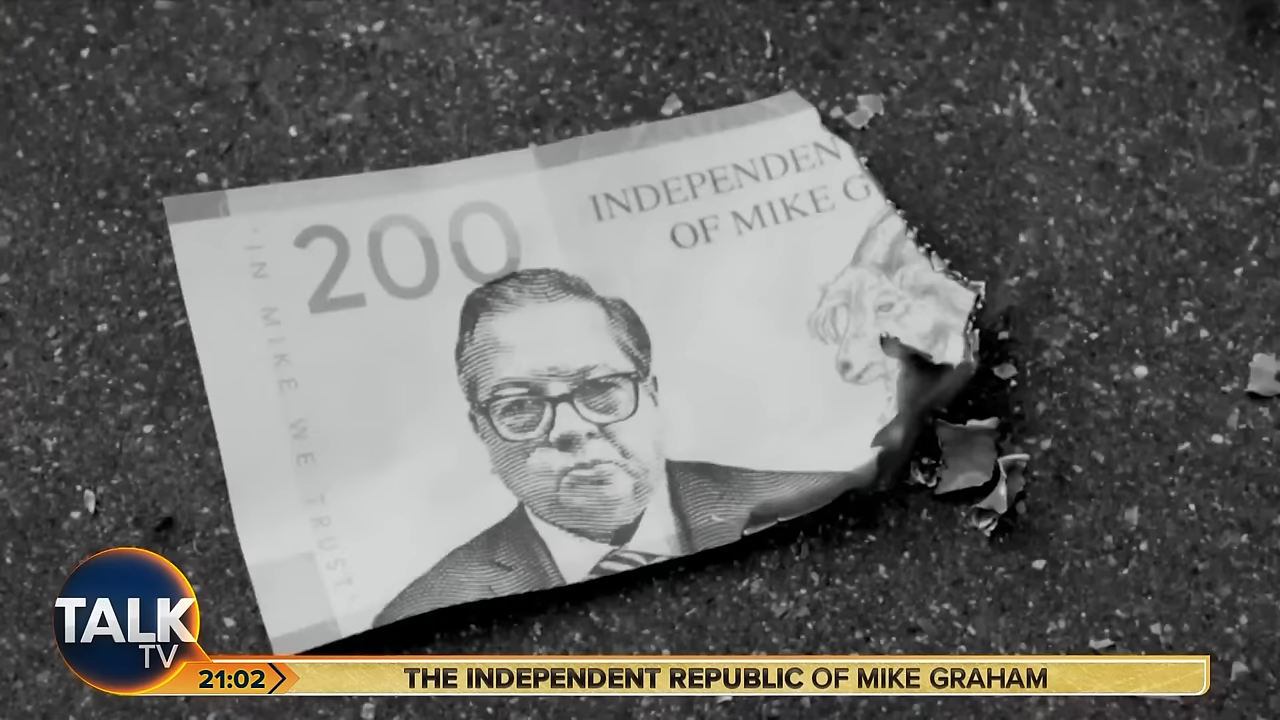 200
INDEPENDEN
OF MIKE G
"IN MIKE WE TRUST"
TALK
TV
21:02
THE INDEPENDENT REPUBLIC OF MIKE GRAHAM